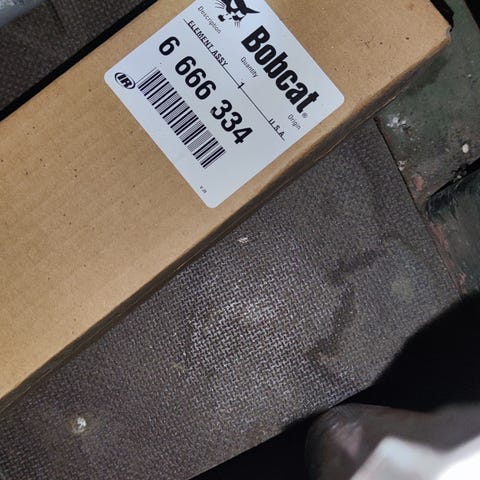 Bobcat®
Description Quantity Origin
ELEMENT ASSY 1 U.S.A
6 666 334
IR